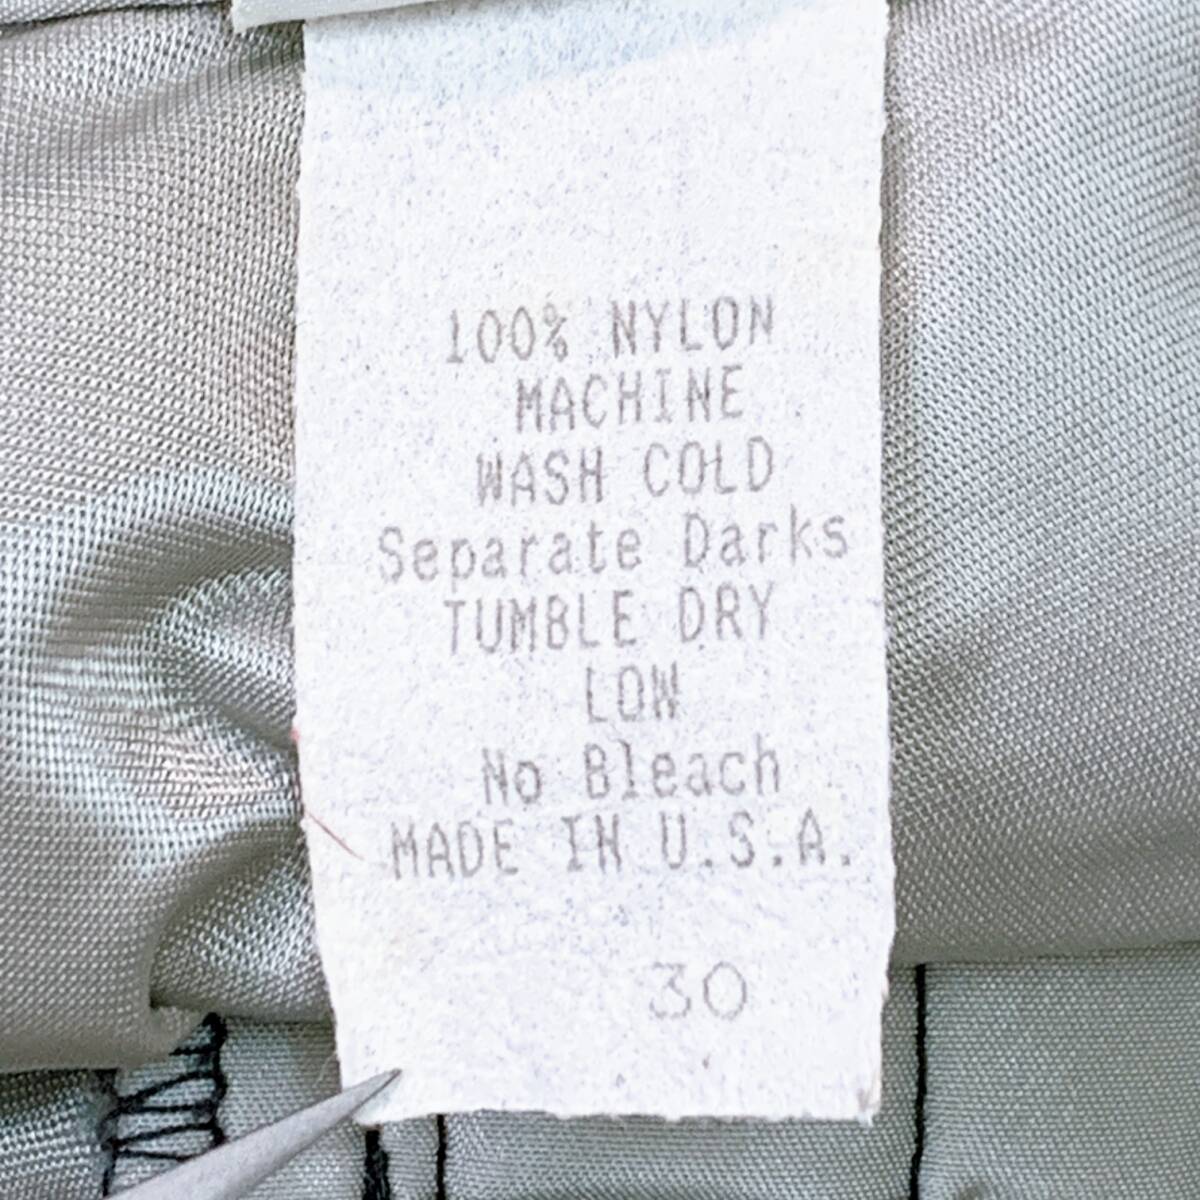 100% NYLON
MACHINE
WASH COLD
Separate Darks
TUMBLE DRY
LOW
No Bleach
MADE IN U.S.A.
30